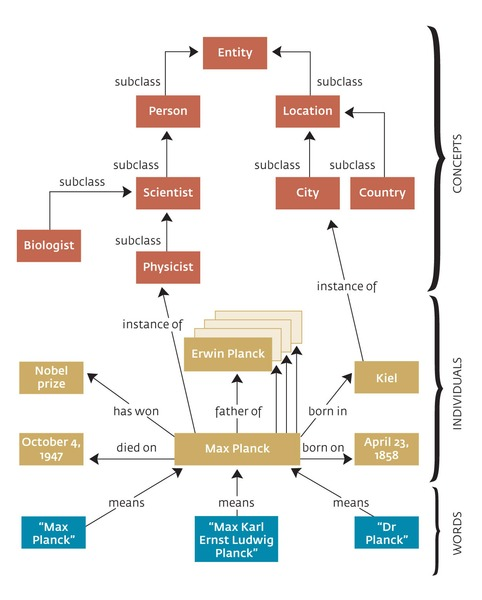 Entity
subclass
subclass
Person
Location
subclass
subclass
subclass
subclass
Scientist
City
Country
Biologist
subclass
Physicist
instance of
instance of
Erwin Planck
Nobel
prize
Kiel
has won
father of
born in
October 4,
1947
died on
Max Planck
born on
April 23,
1858
means
means
means
“Max
Planck”
“Max Karl
Ernst Ludwig
Planck”
“Dr
Planck”
CONCEPTS
INDIVIDUALS
WORDS